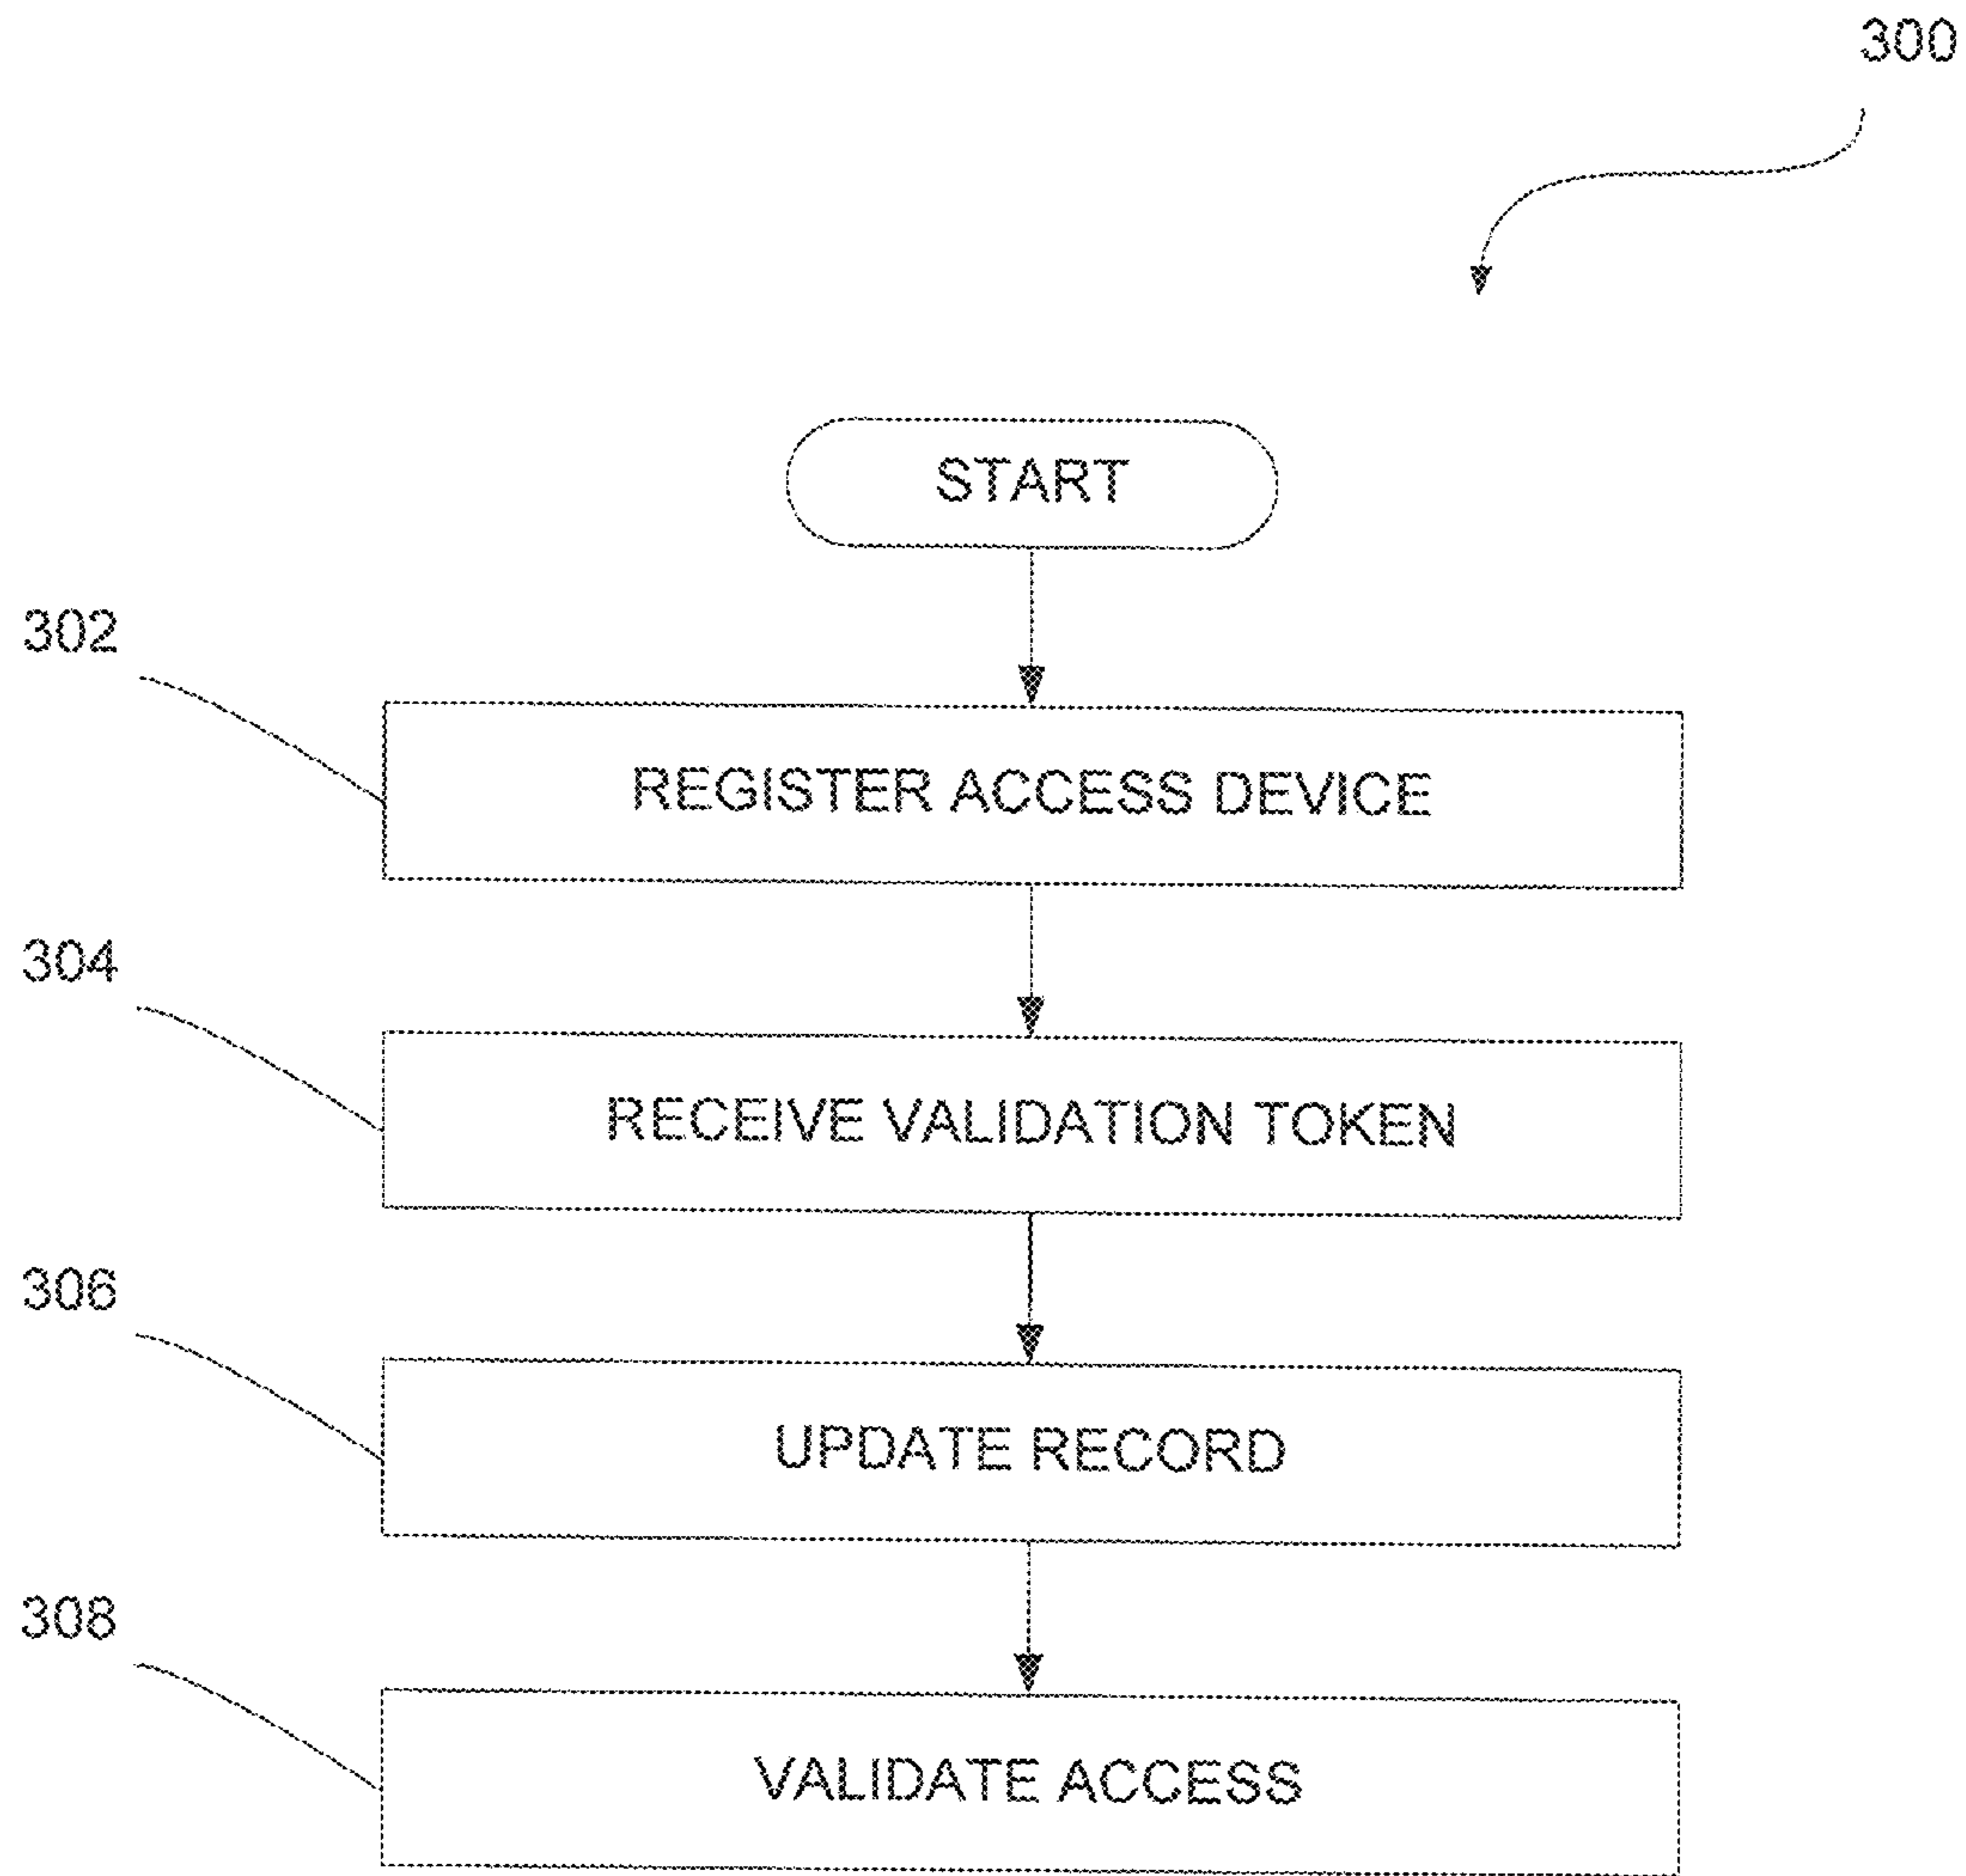 300
START
302
REGISTER ACCESS DEVICE
304
RECEIVE VALIDATION TOKEN
306
UPDATE RECORD
308
VALIDATE ACCESS